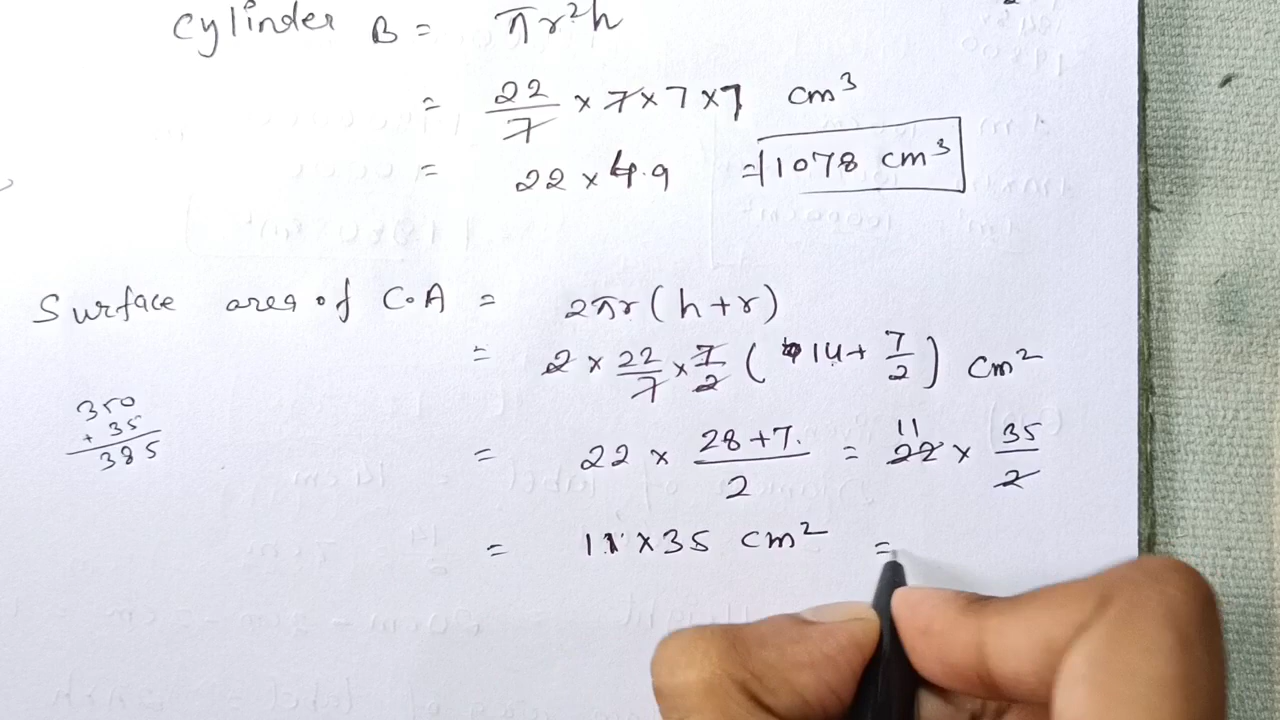 Cylinder B = πr²h
= 22/7 × 7 × 7 × 7 cm³
= 22 × 4.9 = 1078 cm³
Surface area of C.A = 2πr (h+r)
= 2 × 22/7 × 7/2 ( 14 + 7/2 ) cm²
350
+ 35
385
= 22 × 28+7./2 = 22 11 × 35/2
= 11 × 35 cm² =